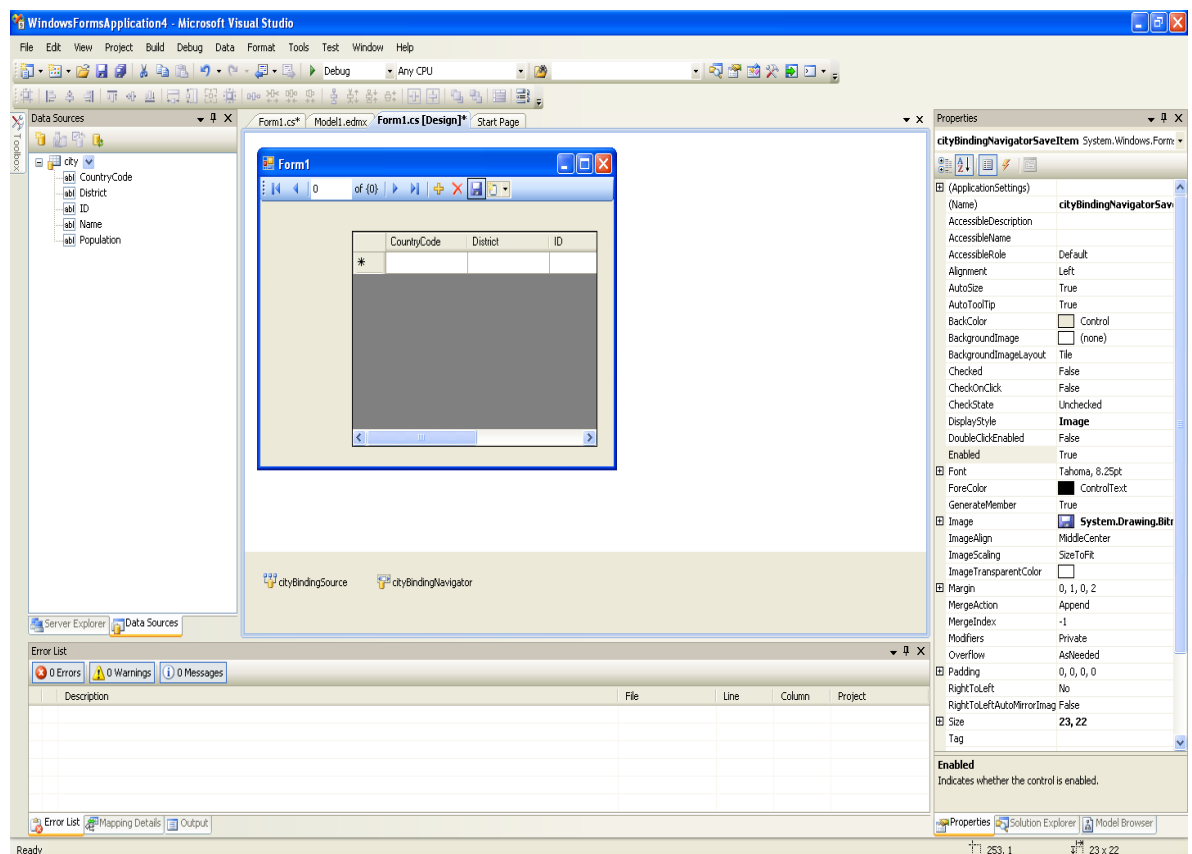 WindowsFormsApplication4 - Microsoft Visual Studio
File Edit View Project Build Debug Data Format Tools Test Window Help
Debug Any CPU
Toolbox
Data Sources
city
CountryCode
District
ID
Name
Population
Server Explorer Data Sources
Form1.cs* Model1.edmx Form1.cs [Design]* Start Page
Form1
0 of {0}
CountryCode District ID
cityBindingSource cityBindingNavigator
Error List
0 Errors 0 Warnings 0 Messages
Description File Line Column Project
Error List Mapping Details Output
Properties
cityBindingNavigatorSaveItem System.Windows.Form
(ApplicationSettings)
(Name) cityBindingNavigatorSav
AccessibleDescription
AccessibleName
AccessibleRole Default
Alignment Left
AutoSize True
AutoToolTip True
BackColor Control
BackgroundImage (none)
BackgroundImageLayout Tile
Checked False
CheckOnClick False
CheckState Unchecked
DisplayStyle Image
DoubleClickEnabled False
Enabled True
Font Tahoma, 8.25pt
ForeColor ControlText
GenerateMember True
Image System.Drawing.Bit
ImageAlign MiddleCenter
ImageScaling SizeToFit
ImageTransparentColor
Margin 0, 1, 0, 2
MergeAction Append
MergeIndex -1
Modifiers Private
Overflow AsNeeded
Padding 0, 0, 0, 0
RightToLeft No
RightToLeftAutoMirrorImag False
Size 23, 22
Tag
Enabled
Indicates whether the control is enabled.
Properties Solution Explorer Model Browser
Ready 253, 1 23 x 22